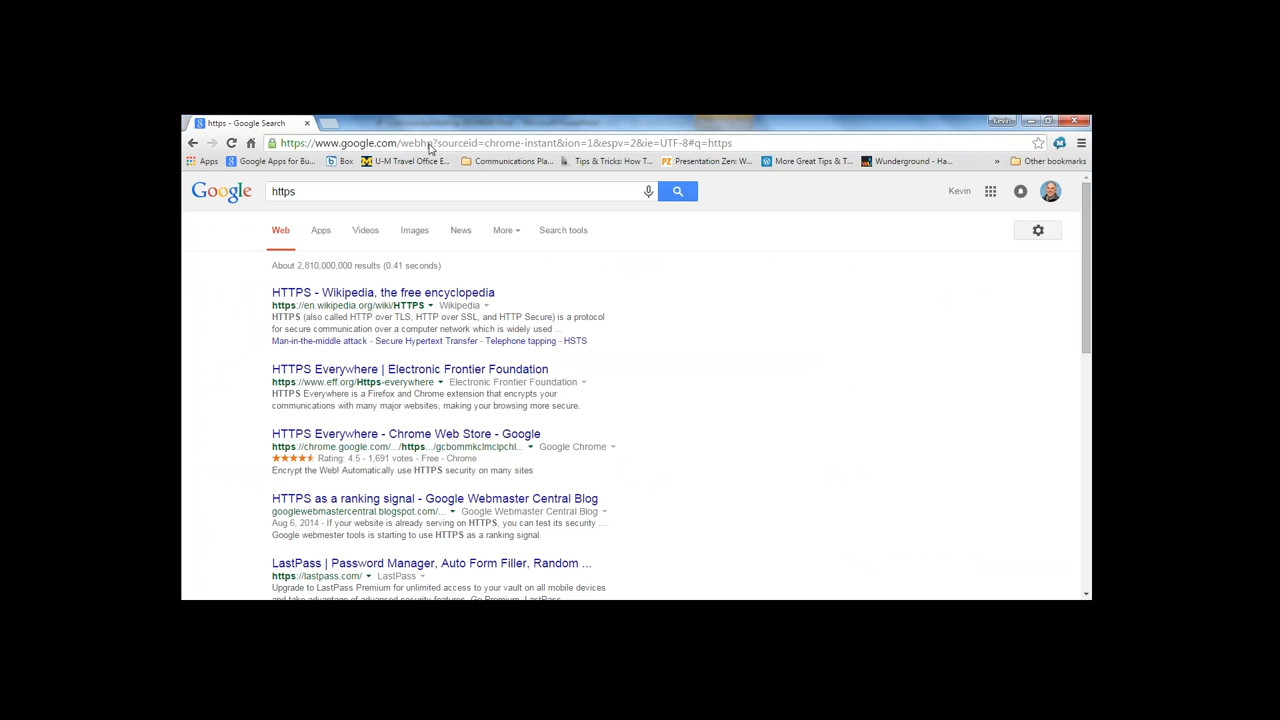 https - Google Search
Kevin
https://www.google.com/webhp?sourceid=chrome-instant&ion=1&espv=2&ie=UTF-8#q=https
Apps Google Apps for Bu... Box U-M Travel Office E... Communications Pla... Tips & Tricks: How T... Presentation Zen: W... More Great Tips & T... Wunderground - Ha... » Other bookmarks
Google https Kevin
Web Apps Videos Images News More Search tools
About 2,810,000,000 results (0.41 seconds)
HTTPS - Wikipedia, the free encyclopedia
https://en.wikipedia.org/wiki/HTTPS Wikipedia
HTTPS (also called HTTP over TLS, HTTP over SSL, and HTTP Secure) is a protocol
for secure communication over a computer network which is widely used ...
Man-in-the-middle attack - Secure Hypertext Transfer - Telephone tapping - HSTS
HTTPS Everywhere | Electronic Frontier Foundation
https://www.eff.org/Https-everywhere Electronic Frontier Foundation
HTTPS Everywhere is a Firefox and Chrome extension that encrypts your
communications with many major websites, making your browsing more secure.
HTTPS Everywhere - Chrome Web Store - Google
https://chrome.google.com/.../https.../gcbommkclmclpchl... Google Chrome
Rating: 4.5 - 1,691 votes - Free - Chrome
Encrypt the Web! Automatically use HTTPS security on many sites
HTTPS as a ranking signal - Google Webmaster Central Blog
googlewebmastercentral.blogspot.com/... Google Webmaster Central Blog
Aug 6, 2014 - If your website is already serving on HTTPS, you can test its security ...
Google webmester tools is starting to use HTTPS as a ranking signal.
LastPass | Password Manager, Auto Form Filler, Random ...
https://lastpass.com/ LastPass
Upgrade to LastPass Premium for unlimited access to your vault on all mobile devices
and take advantage of advanced security features. Go Premium. LastPass